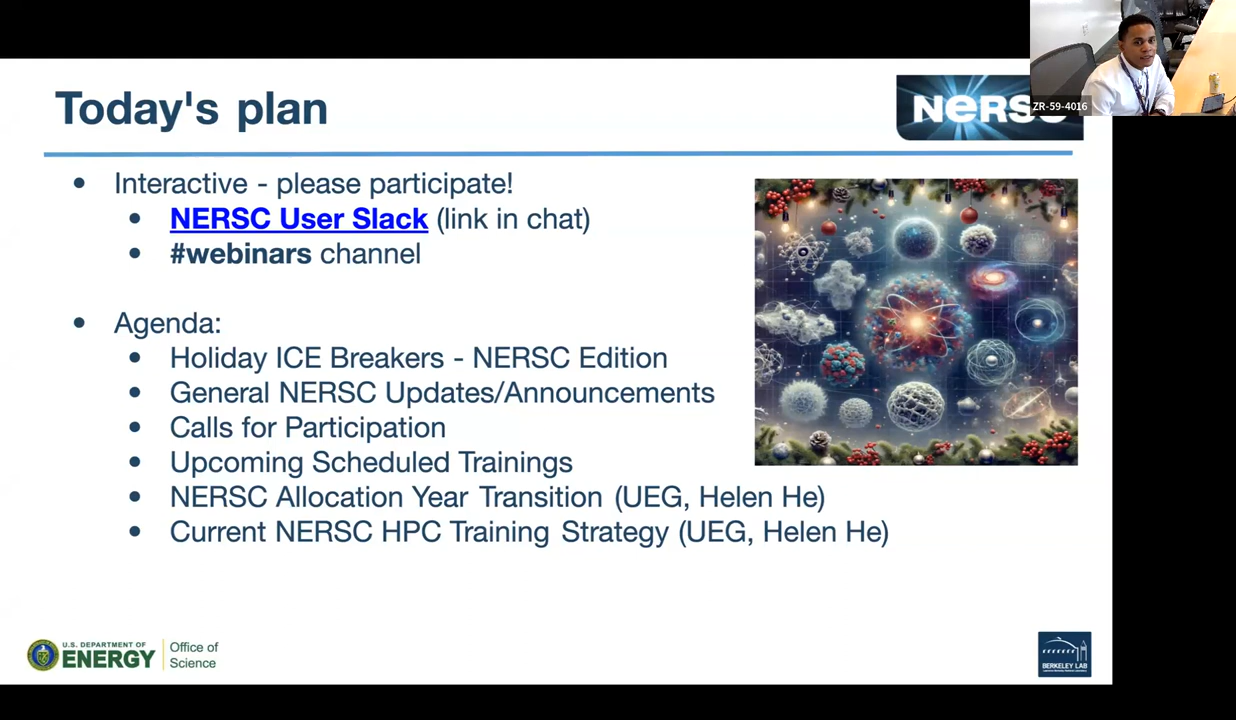 Today's plan
NERSC
ZR-59-4016
Interactive - please participate!
NERSC User Slack (link in chat)
#webinars channel
Agenda:
Holiday ICE Breakers - NERSC Edition
General NERSC Updates/Announcements
Calls for Participation
Upcoming Scheduled Trainings
NERSC Allocation Year Transition (UEG, Helen He)
Current NERSC HPC Training Strategy (UEG, Helen He)
U.S. DEPARTMENT OF
ENERGY
Office of
Science
BERKELEY LAB